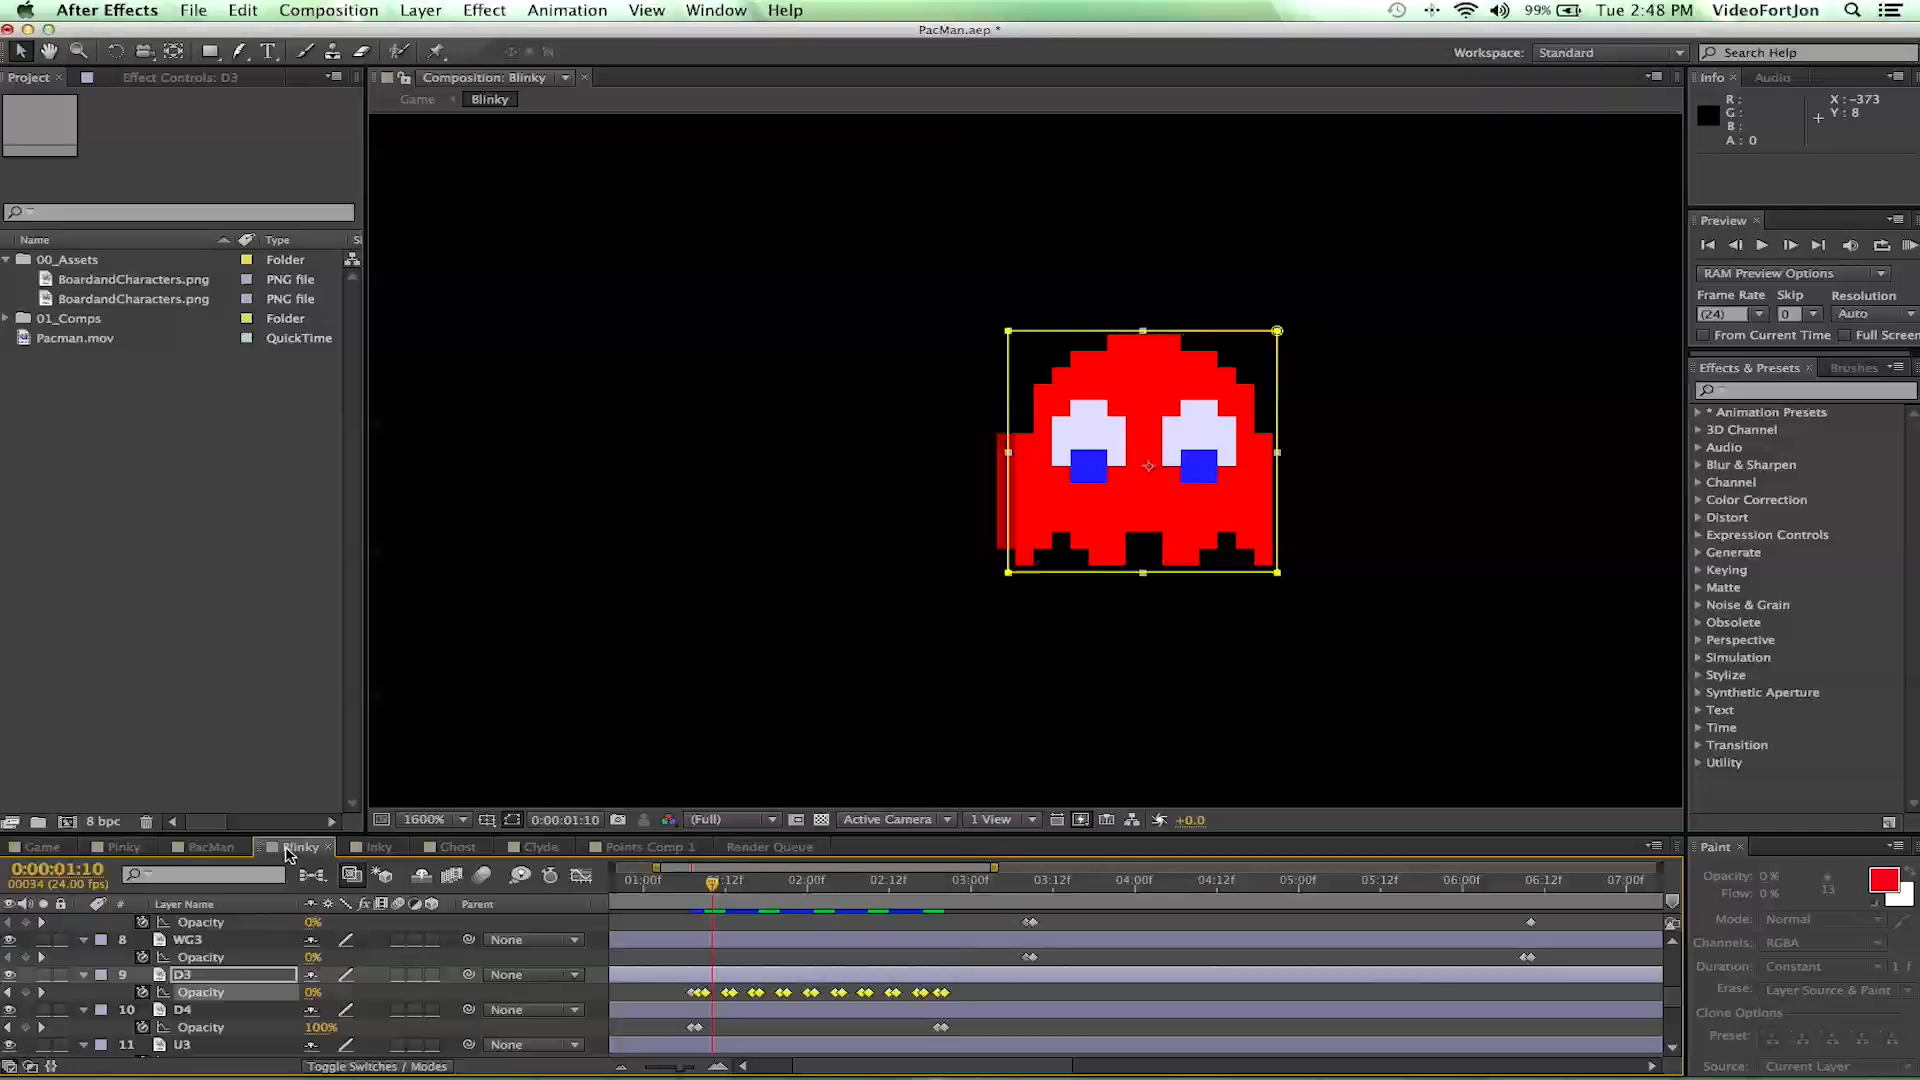 After Effects File Edit Composition Layer Effect Animation View Window Help 99% Tue 2:48 PM VideoFortJon
PacMan.aep *
Workspace: Standard Search Help
Project Effect Controls: D3 Composition: Blinky Info Audio
Game Blinky
R: X: -373
G: Y: 8
B:
A: 0
Preview
RAM Preview Options
Frame Rate Skip Resolution
(24) 0 Auto
From Current Time Full Screen
Name Type Si
00_Assets Folder
BoardandCharacters.png PNG file
BoardandCharacters.png PNG file
01_Comps Folder
Pacman.mov QuickTime
Effects & Presets Brushes
* Animation Presets
3D Channel
Audio
Blur & Sharpen
Channel
Color Correction
Distort
Expression Controls
Generate
Keying
Matte
Noise & Grain
Obsolete
Perspective
Simulation
Stylize
Synthetic Aperture
Text
Time
Transition
Utility
8 bpc 1600% 0:00:01:10 (Full) Active Camera 1 View +0.0
Game Pinky PacMan Blinky Inky Ghost Clyde Points Comp 1 Render Queue
0:00:01:10
00034 (24.00 fps)
01:00f 12f 02:00f 02:12f 03:00f 03:12f 04:00f 04:12f 05:00f 05:12f 06:00f 06:12f 07:00f
# Layer Name fx Parent
Opacity 0%
8 WG3 None
Opacity 0%
9 D3 None
Opacity 0%
10 D4 None
Opacity 100%
11 U3 None
Toggle Switches / Modes
Paint
Opacity: 0 %
Flow: 0 % 13
Mode: Normal
Channels: RGBA
Duration: Constant 1 f
Erase: Layer Source & Paint
Clone Options
Preset:
Source: Current Layer